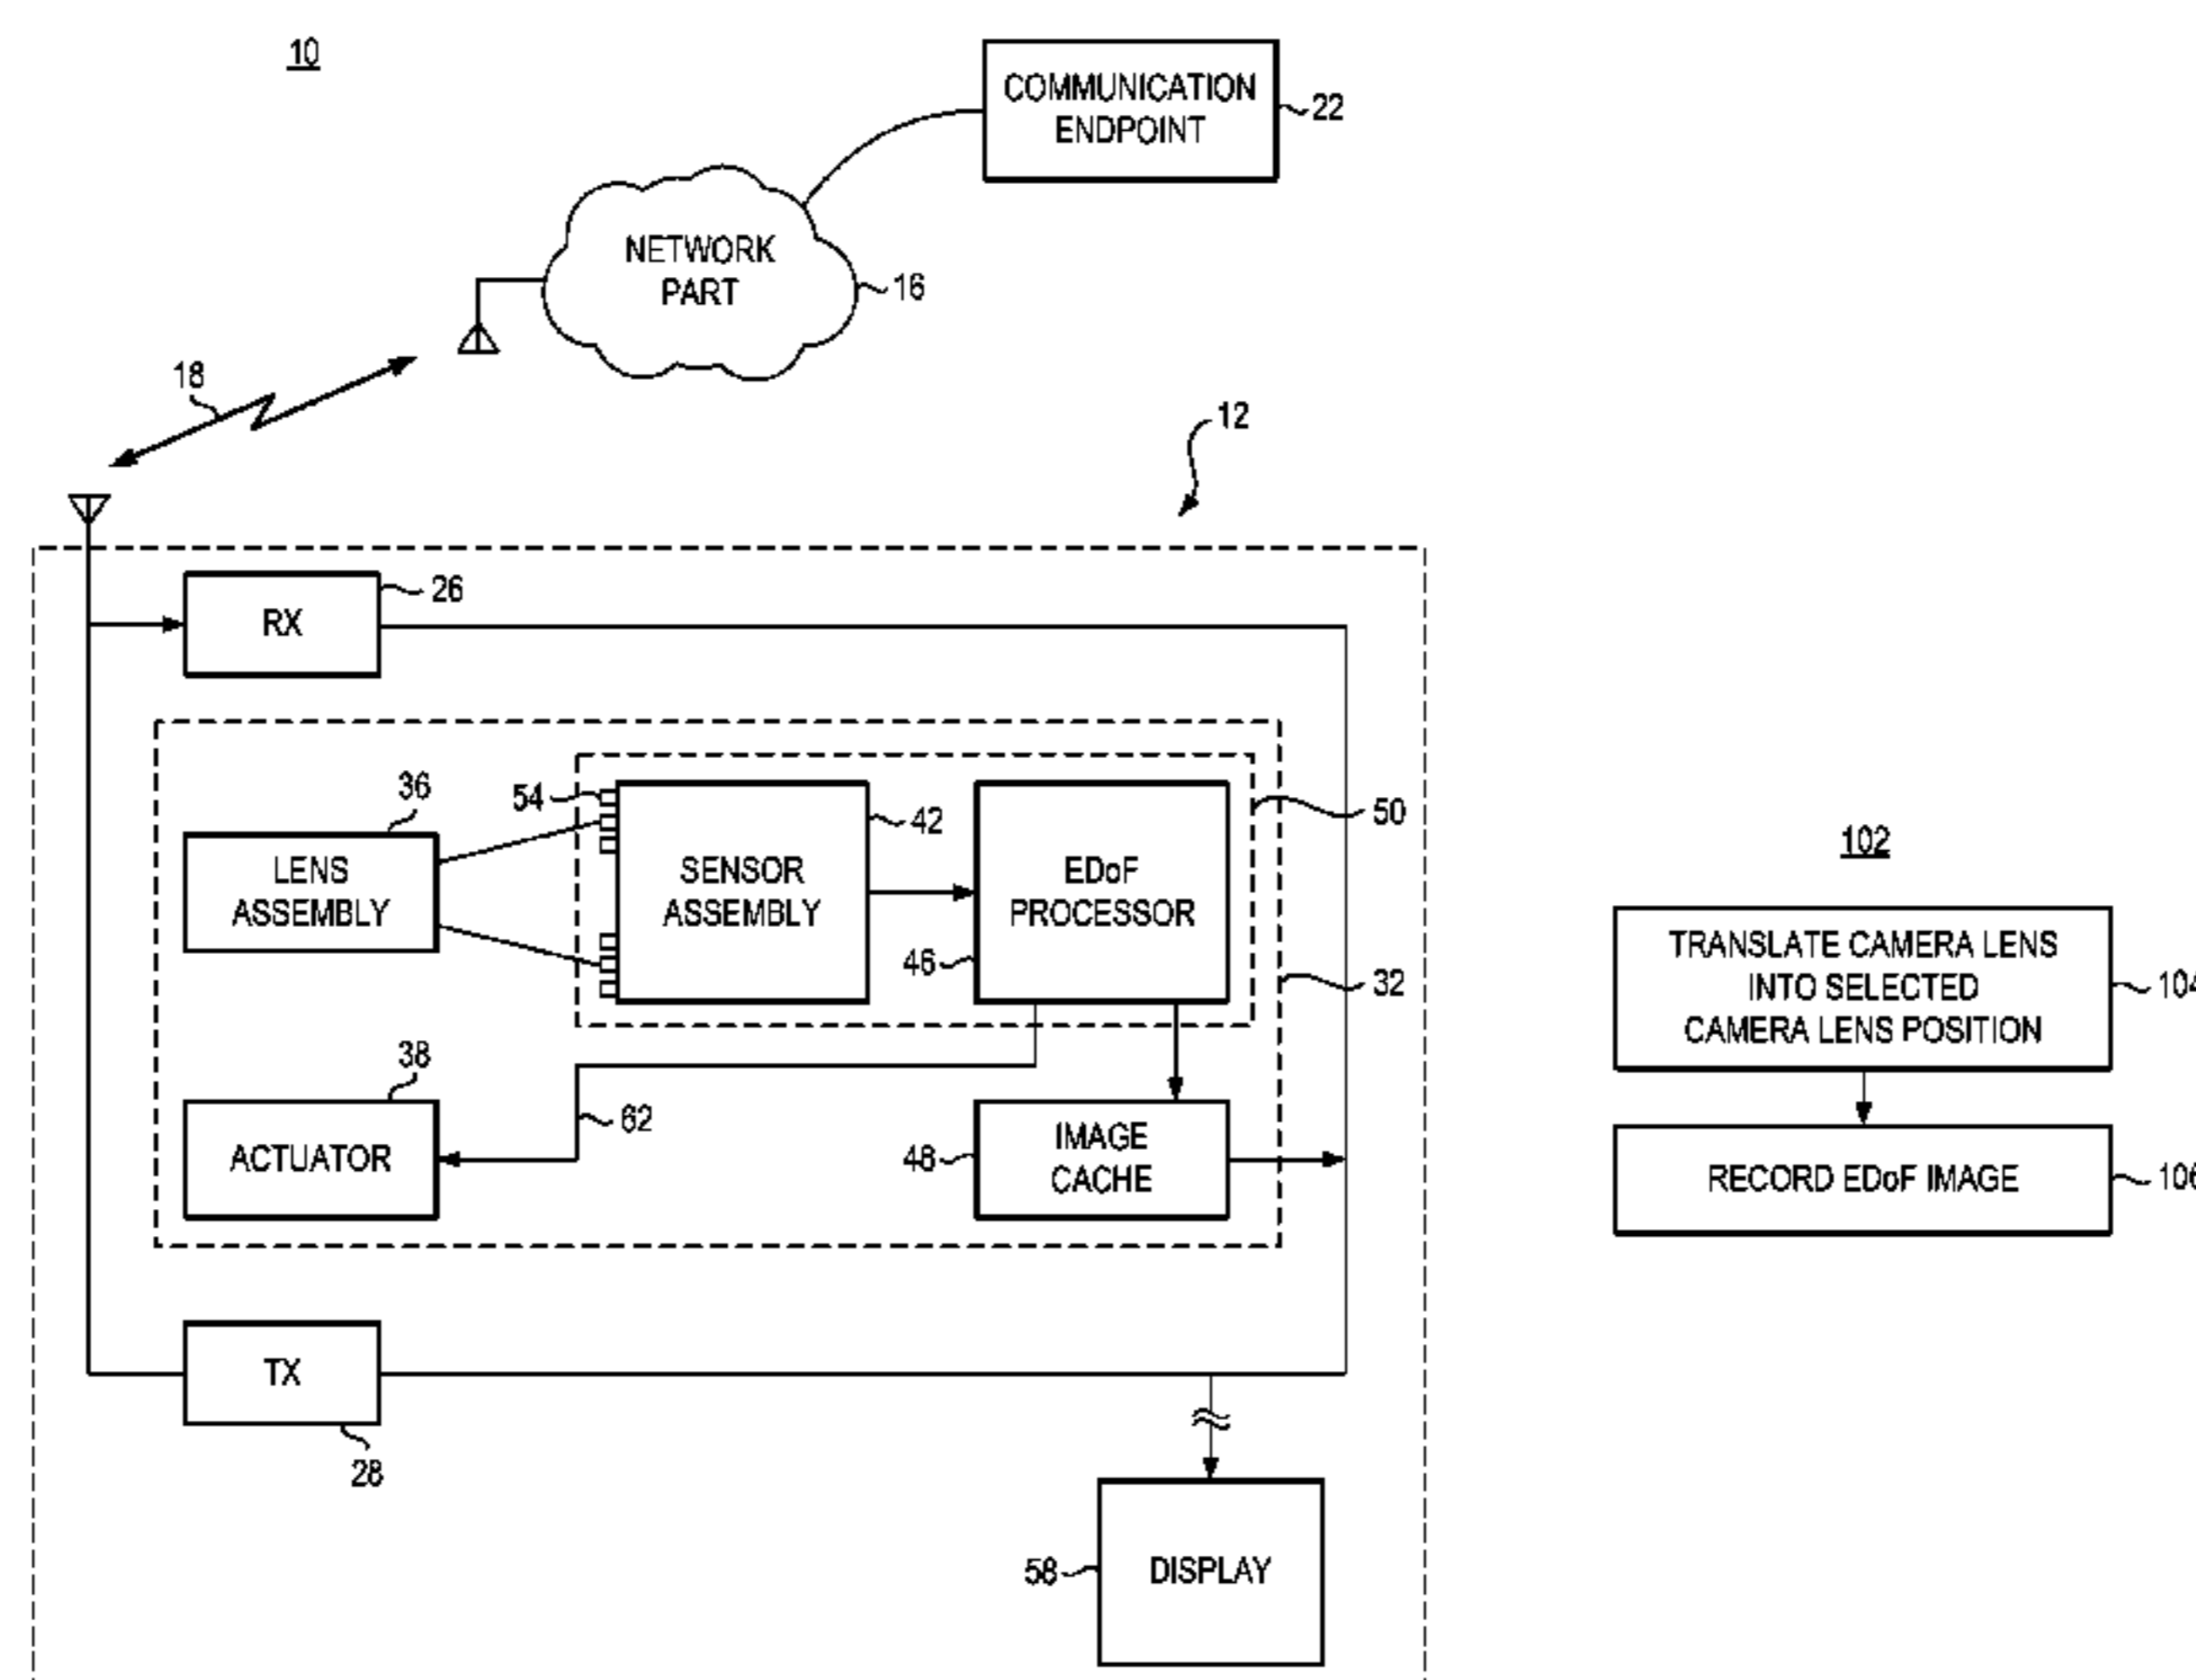 10
COMMUNICATION
ENDPOINT
22
NETWORK
PART
16
18
12
26
RX
36
54
42
50
LENS
ASSEMBLY
SENSOR
ASSEMBLY
EDoF
PROCESSOR
46
32
38
62
ACTUATOR
48
IMAGE
CACHE
TX
28
58
DISPLAY
102
TRANSLATE CAMERA LENS
INTO SELECTED
CAMERA LENS POSITION
104
RECORD EDoF IMAGE
106